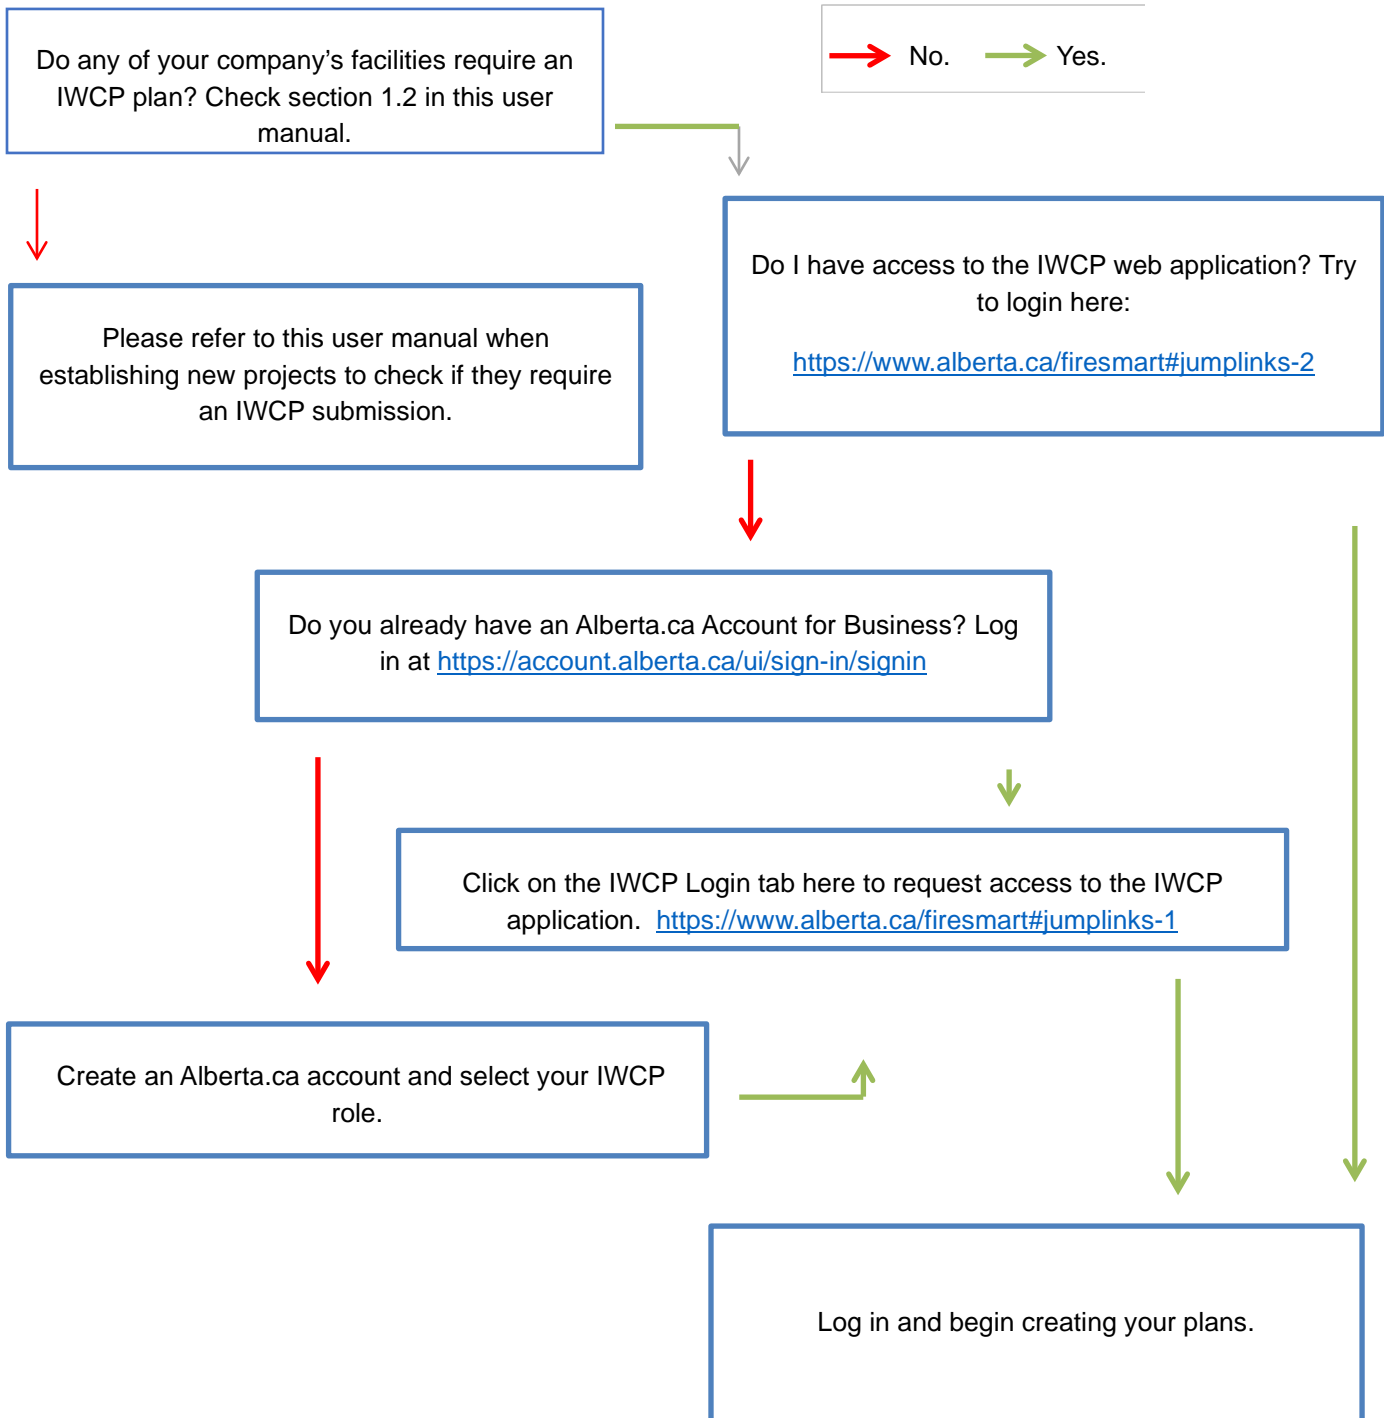 Do any of your company’s facilities require an
IWCP plan? Check section 1.2 in this user
manual.
No.
Yes.
Do I have access to the IWCP web application? Try
to login here:
https://www.alberta.ca/firesmart#jumplinks-2
Please refer to this user manual when
establishing new projects to check if they require
an IWCP submission.
Do you already have an Alberta.ca Account for Business? Log
in at https://account.alberta.ca/ui/sign-in/signin
Click on the IWCP Login tab here to request access to the IWCP
application.  https://www.alberta.ca/firesmart#jumplinks-1
Create an Alberta.ca account and select your IWCP
role.
Log in and begin creating your plans.